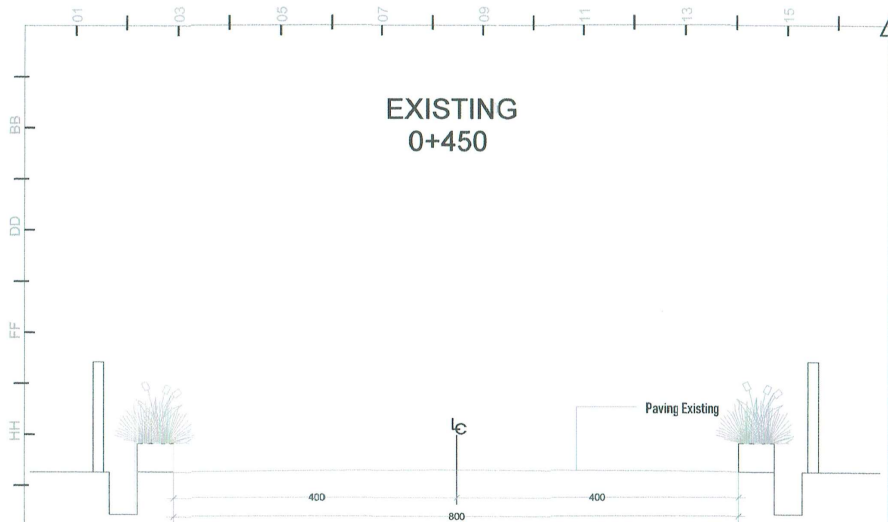 01 03 05 07 09 11 13 15
BB
DD
FF
HH
EXISTING
0+450
Paving Existing
400 400
800